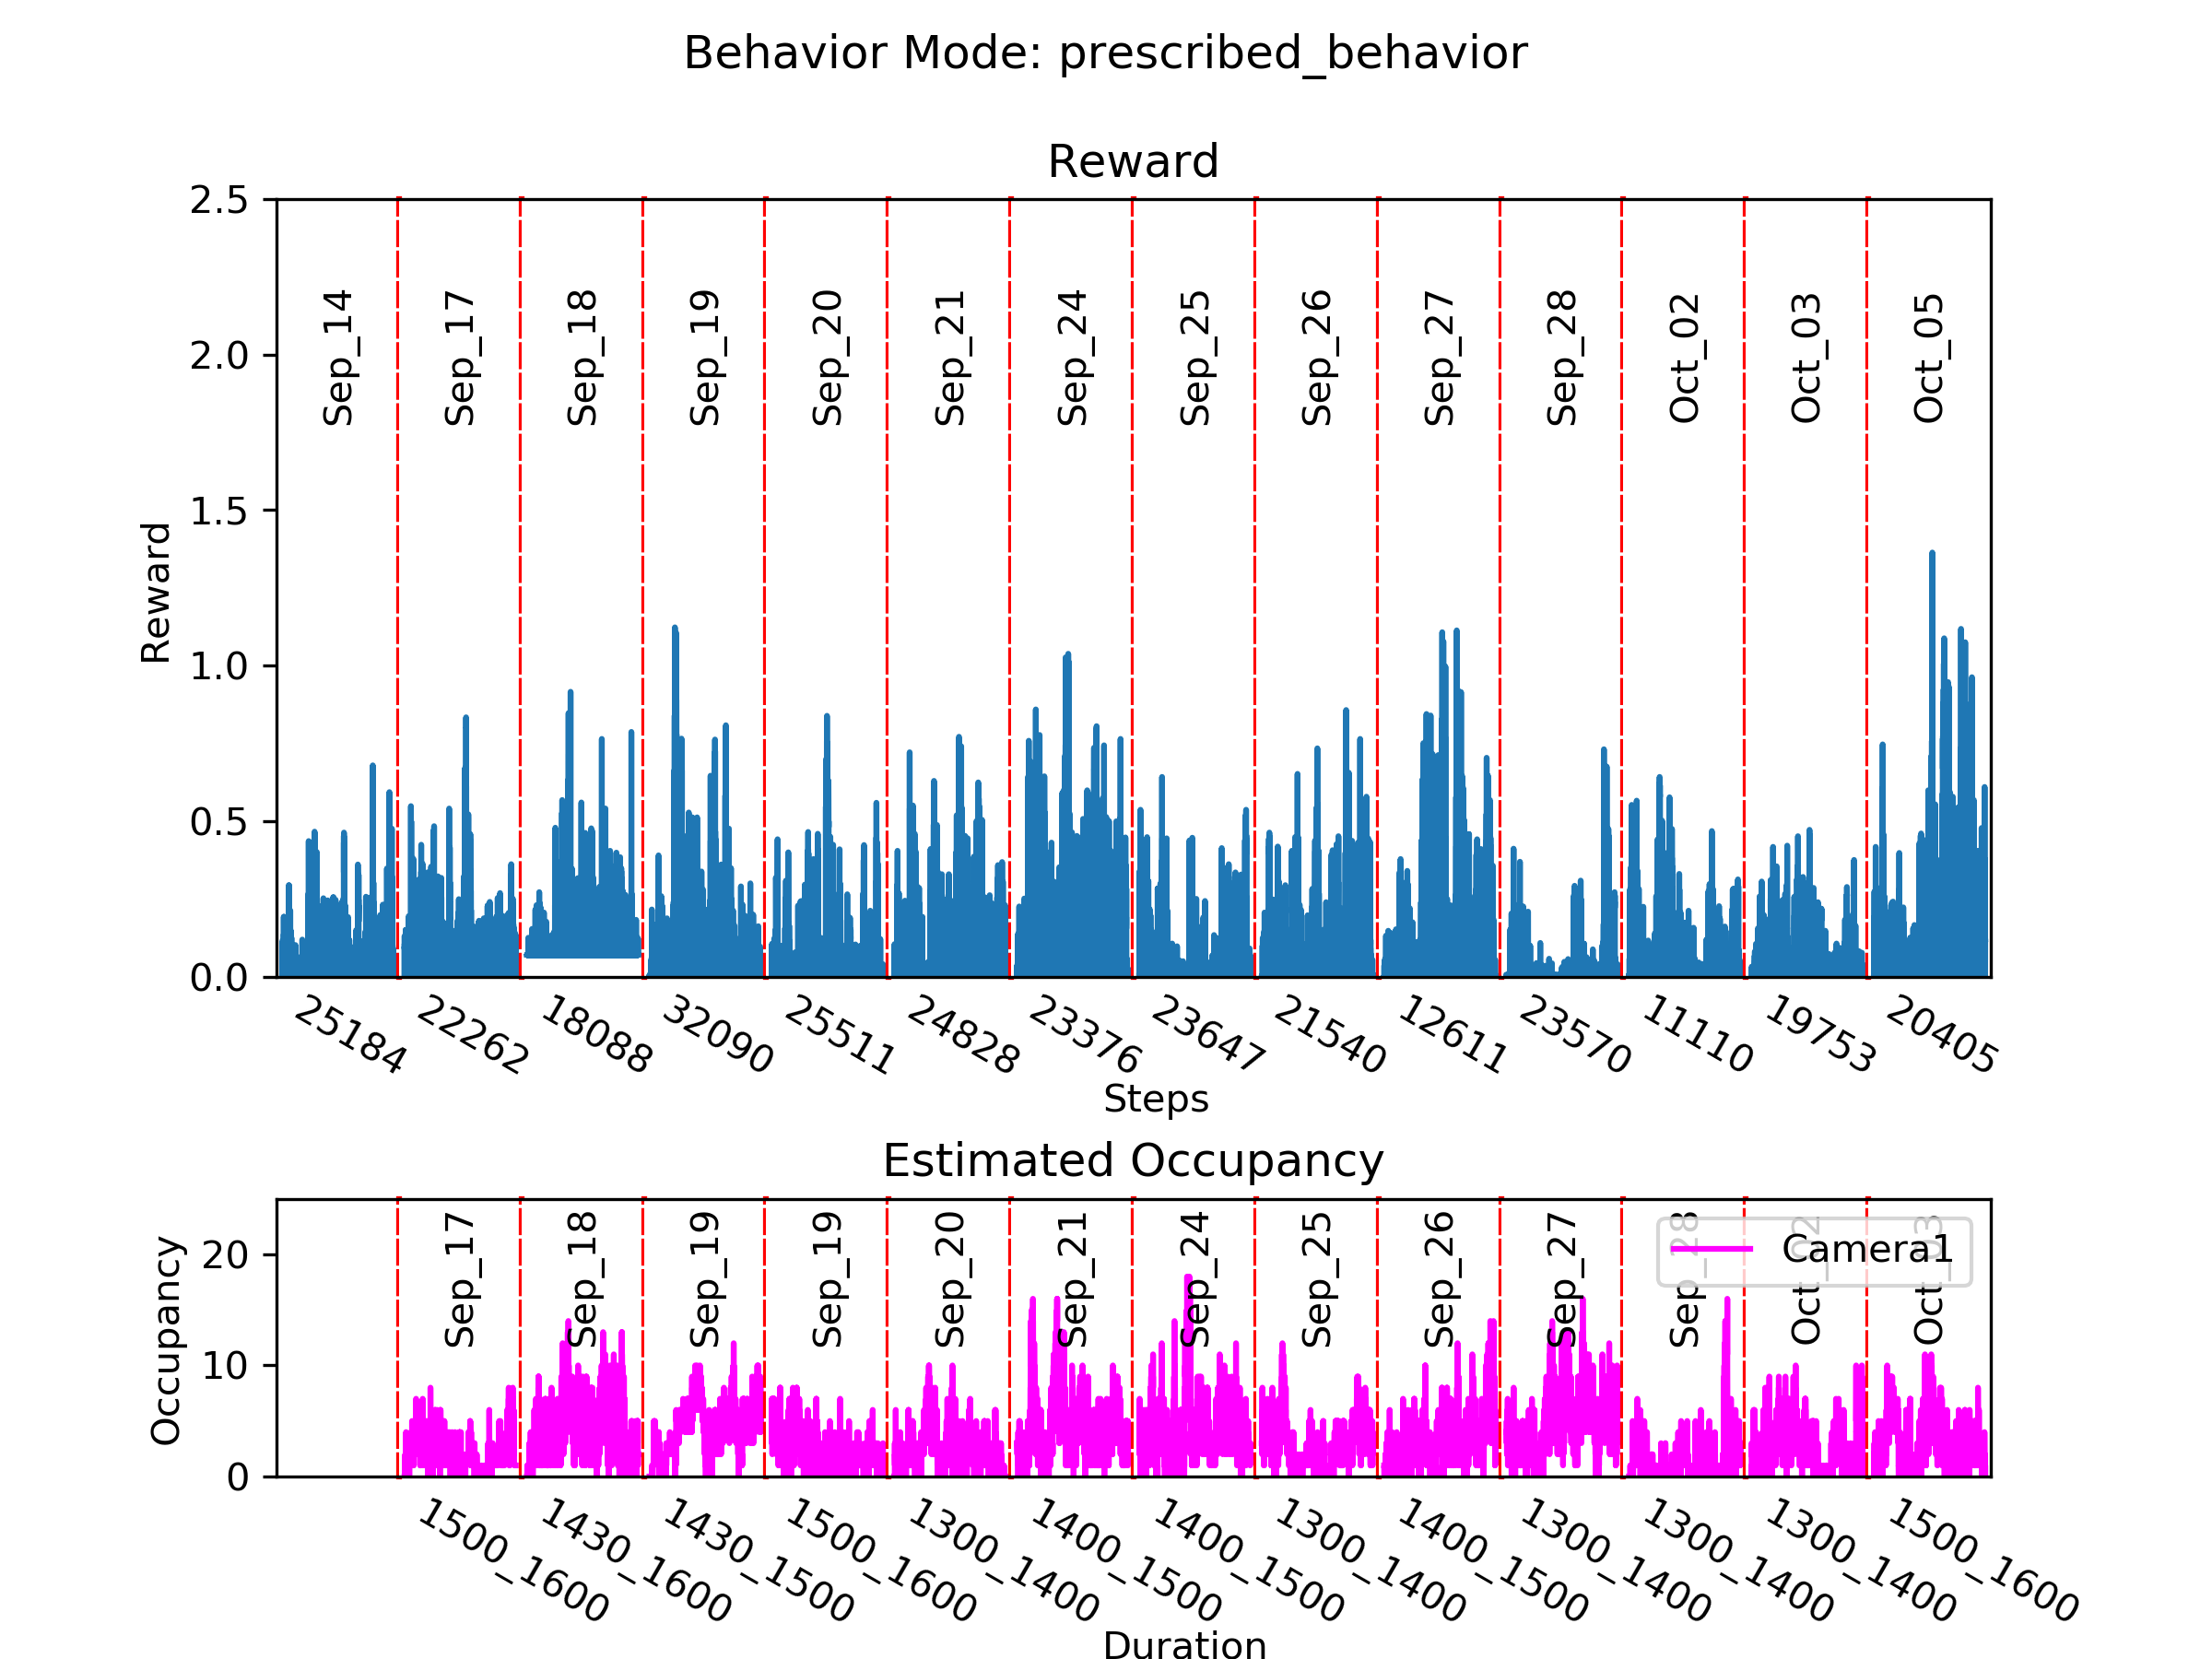 Behavior Mode: prescribed_behavior
Reward
2.5
2.0
1.5
1.0
0.5
0.0
Reward
Sep_14
Sep_17
Sep_18
Sep_19
Sep_20
Sep_21
Sep_24
Sep_25
Sep_26
Sep_27
Sep_28
Oct_02
Oct_03
Oct_05
25184
22262
18088
32090
25511
24828
23376
23647
21540
12611
23570
11110
19753
20405
Steps
Estimated Occupancy
20
10
0
Occupancy
Sep_17
Sep_18
Sep_19
Sep_19
Sep_20
Sep_21
Sep_24
Sep_25
Sep_26
Sep_27
Sep_28
Oct_02
Oct_03
Camera1
1500_1600
1430_1600
1430_1500
1500_1600
1300_1400
1400_1500
1400_1500
1300_1400
1400_1500
1300_1400
1300_1400
1300_1400
1500_1600
Duration